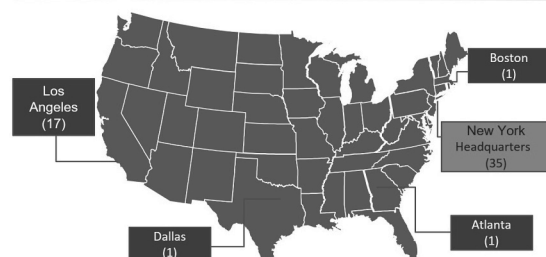 Boston
(1)
Los
Angeles
(17)
New York
Headquarters
(35)
Atlanta
(1)
Dallas
(1)